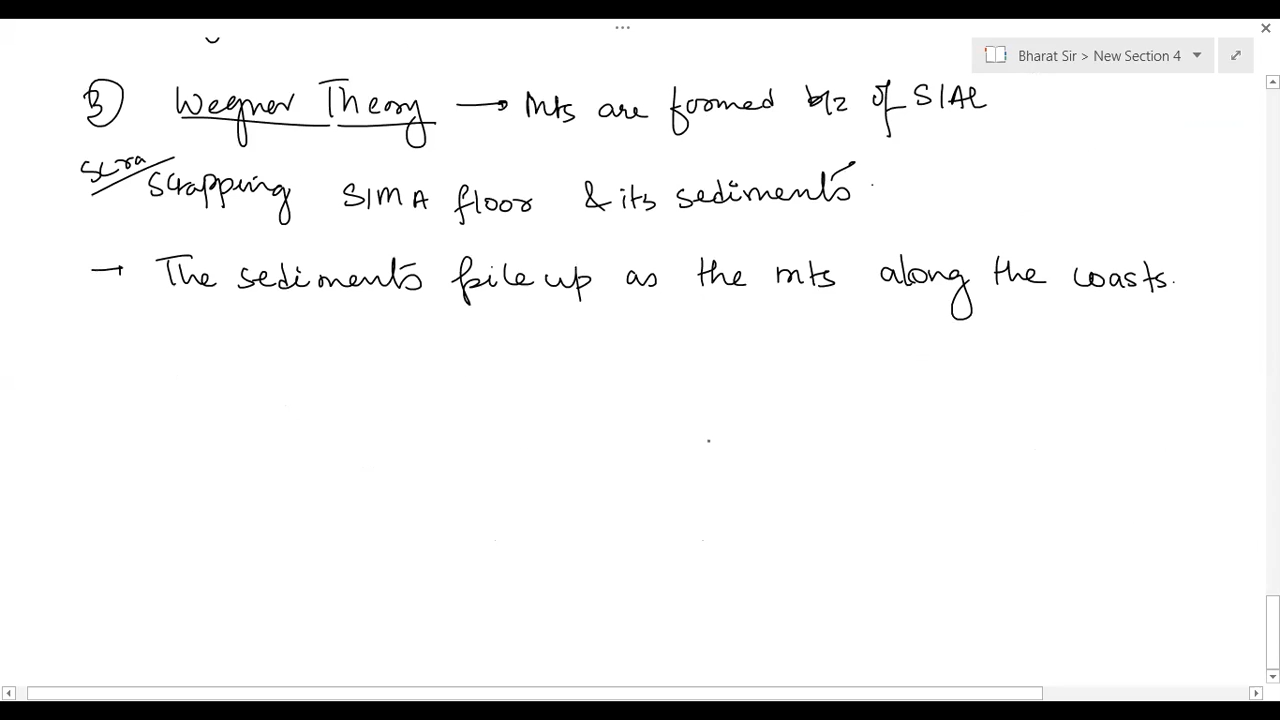 Bharat Sir > New Section 4
3) Wegner Theory → Mts are formed b/z of SIAL
Scra
Scrapping SIMA floor & its sediments.
→ The sediments pile up as the mts along the coasts.